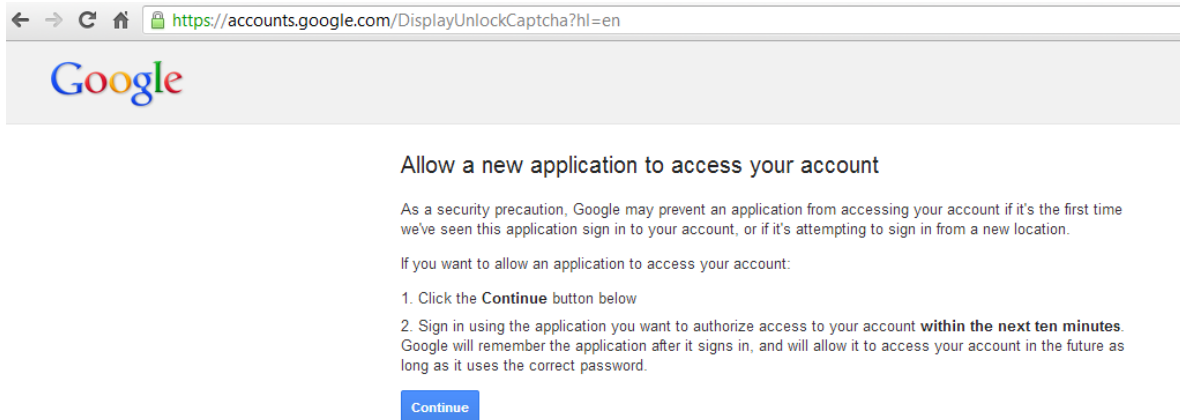 https://accounts.google.com/DisplayUnlockCaptcha?hl=en
Google
Allow a new application to access your account
As a security precaution, Google may prevent an application from accessing your account if it's the first time
we've seen this application sign in to your account, or if it's attempting to sign in from a new location.
If you want to allow an application to access your account:
1. Click the Continue button below
2. Sign in using the application you want to authorize access to your account within the next ten minutes.
Google will remember the application after it signs in, and will allow it to access your account in the future as
long as it uses the correct password.
Continue